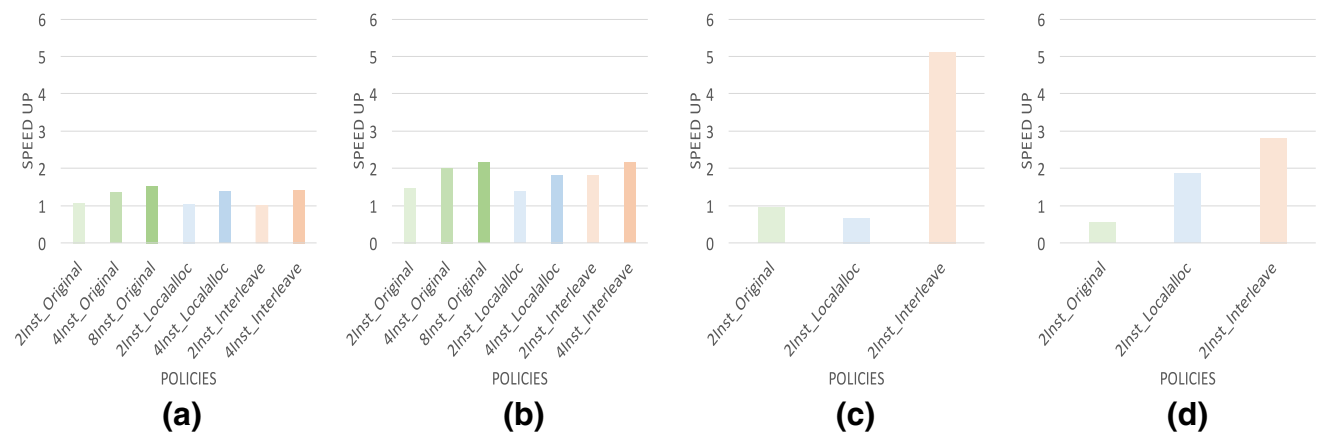 6
5
4
3
2
1
0
SPEED UP
2Inst_Original
4Inst_Original
8Inst_Original
2Inst_Localalloc
4Inst_Localalloc
2Inst_Interleave
4Inst_Interleave
POLICIES
(a)
6
5
4
3
2
1
0
SPEED UP
2Inst_Original
4Inst_Original
8Inst_Original
2Inst_Localalloc
4Inst_Localalloc
2Inst_Interleave
4Inst_Interleave
POLICIES
(b)
6
5
4
3
2
1
0
SPEED UP
2Inst_Original
2Inst_Localalloc
2Inst_Interleave
POLICIES
(c)
6
5
4
3
2
1
0
SPEED UP
2Inst_Original
2Inst_Localalloc
2Inst_Interleave
POLICIES
(d)